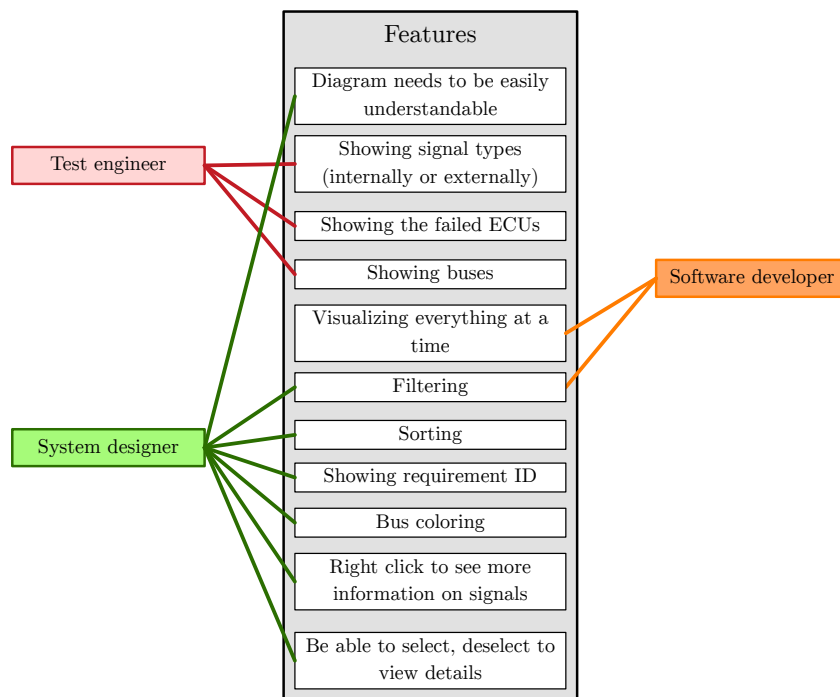 Features
Diagram needs to be easily
understandable
Test engineer
Showing signal types
(internally or externally)
Showing the failed ECUs
Showing buses
Software developer
Visualizing everything at a
time
Filtering
System designer
Sorting
Showing requirement ID
Bus coloring
Right click to see more
information on signals
Be able to select, deselect to
view details